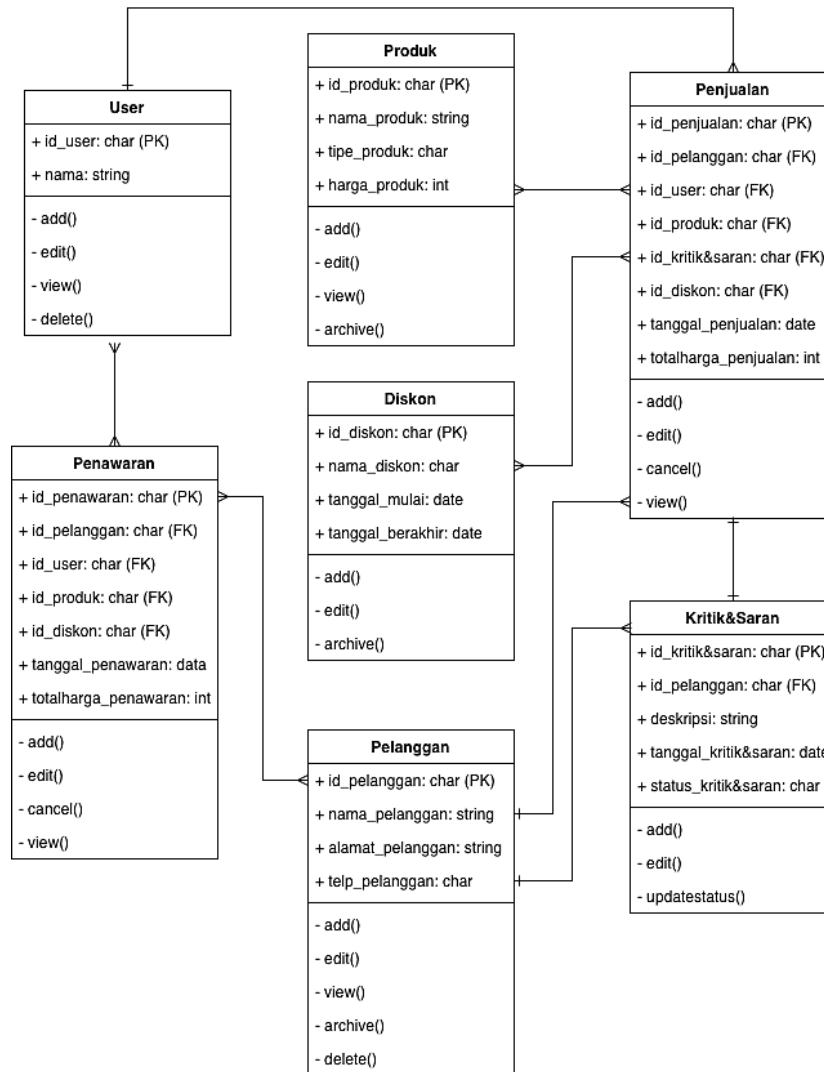 User
+ id_user: char (PK)
+ nama: string
- add()
- edit()
- view()
- delete()
Produk
+ id_produk: char (PK)
+ nama_produk: string
+ tipe_produk: char
+ harga_produk: int
- add()
- edit()
- view()
- archive()
Penjualan
+ id_penjualan: char (PK)
+ id_pelanggan: char (FK)
+ id_user: char (FK)
+ id_produk: char (FK)
+ id_kritik&saran: char (FK)
+ id_diskon: char (FK)
+ tanggal_penjualan: date
+ totalharga_penjualan: int
- add()
- edit()
- cancel()
- view()
Diskon
+ id_diskon: char (PK)
+ nama_diskon: char
+ tanggal_mulai: date
+ tanggal_berakhir: date
- add()
- edit()
- archive()
Penawaran
+ id_penawaran: char (PK)
+ id_pelanggan: char (FK)
+ id_user: char (FK)
+ id_produk: char (FK)
+ id_diskon: char (FK)
+ tanggal_penawaran: data
+ totalharga_penawaran: int
- add()
- edit()
- cancel()
- view()
Kritik&Saran
+ id_kritik&saran: char (PK)
+ id_pelanggan: char (FK)
+ deskripsi: string
+ tanggal_kritik&saran: date
+ status_kritik&saran: char
- add()
- edit()
- updatestatus()
Pelanggan
+ id_pelanggan: char (PK)
+ nama_pelanggan: string
+ alamat_pelanggan: string
+ telp_pelanggan: char
- add()
- edit()
- view()
- archive()
- delete()